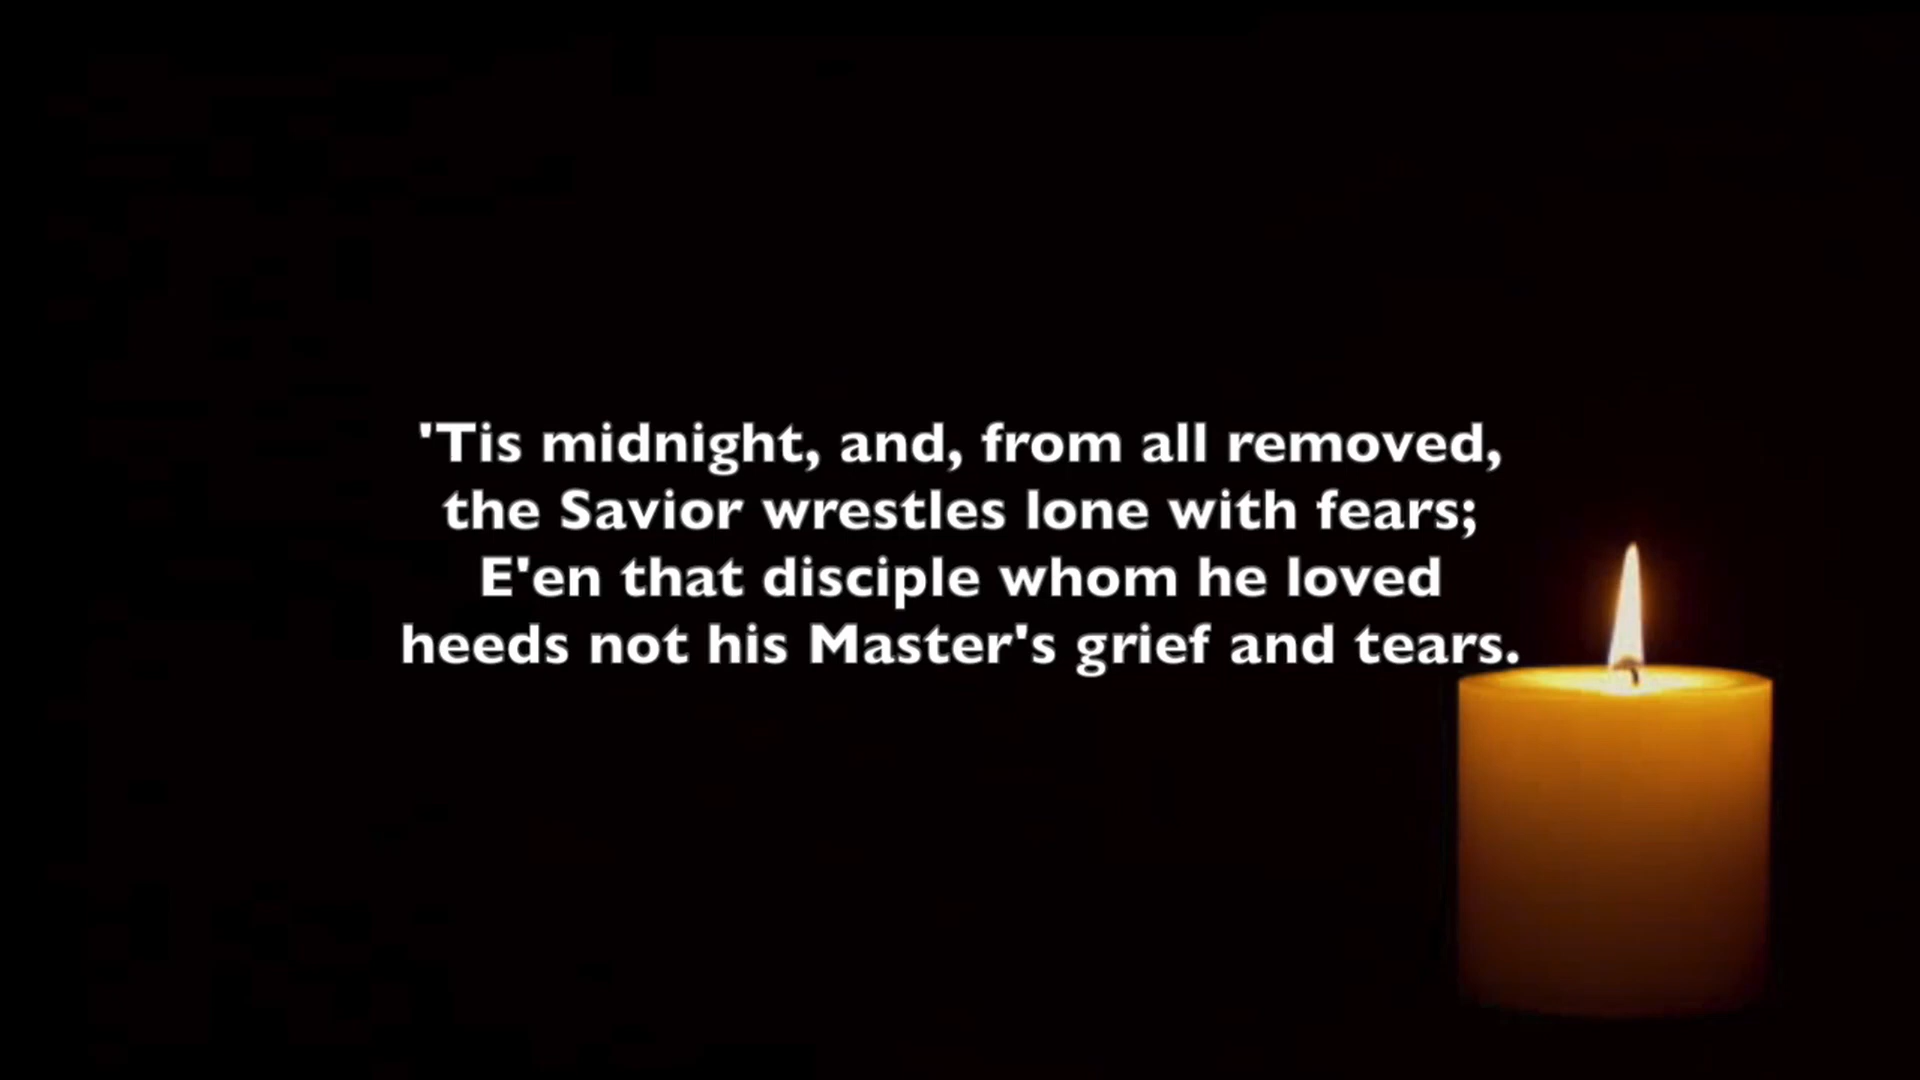 'Tis midnight, and, from all removed,
the Savior wrestles lone with fears;
E'en that disciple whom he loved
heeds not his Master's grief and tears.